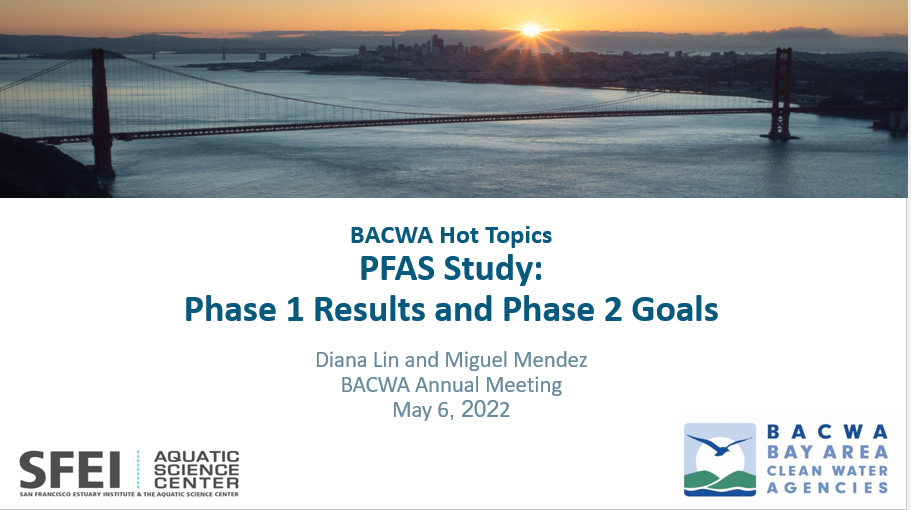 BACWA Hot Topics
PFAS Study:
Phase 1 Results and Phase 2 Goals
Diana Lin and Miguel Mendez
BACWA Annual Meeting
May 6, 2022
SFEI
AQUATIC
SCIENCE
CENTER
SAN FRANCISCO ESTUARY INSTITUTE & THE AQUATIC SCIENCE CENTER
BACWA
BAY AREA
CLEAN WATER
AGENCIES